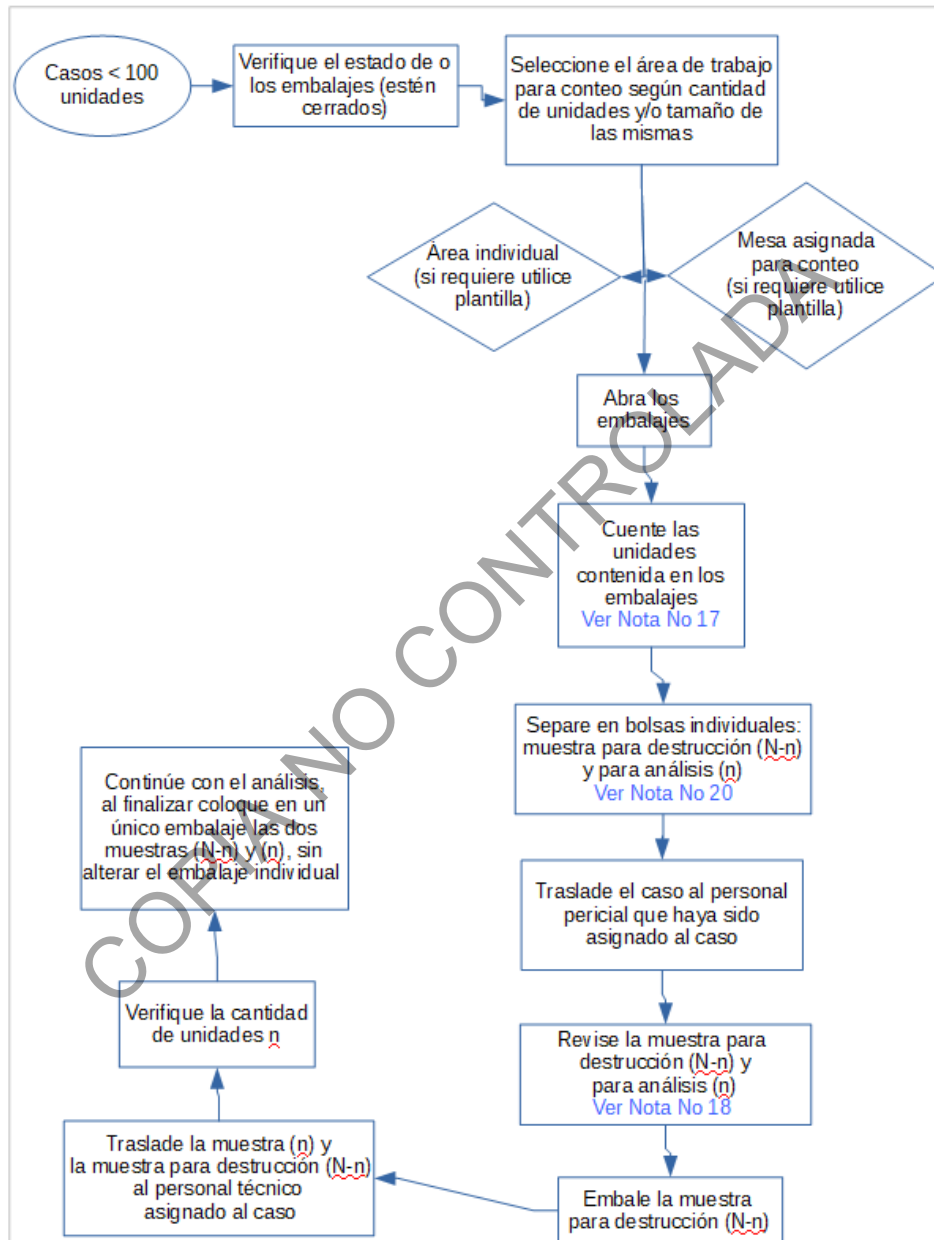 Casos < 100
unidades
Verifique el estado de o
los embalajes (estén
cerrados)
Seleccione el área de trabajo
para conteo según cantidad
de unidades y/o tamaño de
las mismas
Área individual
(si requiere utilice
plantilla)
Mesa asignada
para conteo
(si requiere utilice
plantilla)
Abra los
embalajes
Cuente las
unidades
contenida en los
embalajes
Ver Nota No 17
Separe en bolsas individuales:
muestra para destrucción (N-n)
y para análisis (n)
Ver Nota No 20
Traslade el caso al personal
pericial que haya sido
asignado al caso
Revise la muestra para
destrucción (N-n) y
para análisis (n)
Ver Nota No 18
Embale la muestra
para destrucción (N-n)
Traslade la muestra (n) y
la muestra para destrucción (N-n)
al personal técnico
asignado al caso
Verifique la cantidad
de unidades n
Continúe con el análisis,
al finalizar coloque en un
único embalaje las dos
muestras (N-n) y (n), sin
alterar el embalaje individual
COPIA NO CONTROLADA